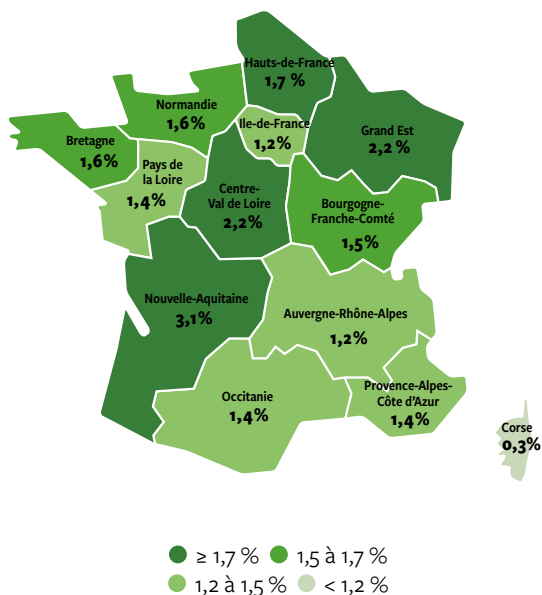 Hauts-de-France
1,7 %
Normandie
1,6%
Ile-de-France
1,2%
Grand Est
2,2 %
Bretagne
1,6%
Pays de
la Loire
1,4%
Centre-
Val de Loire
2,2%
Bourgogne-
Franche-Comté
1,5%
Nouvelle-Aquitaine
3,1%
Auvergne-Rhône-Alpes
1,2%
Occitanie
1,4%
Provence-Alpes-
Côte d'Azur
1,4%
Corse
0,3%
≥ 1,7 % 1,5 à 1,7 %
1,2 à 1,5 % < 1,2 %